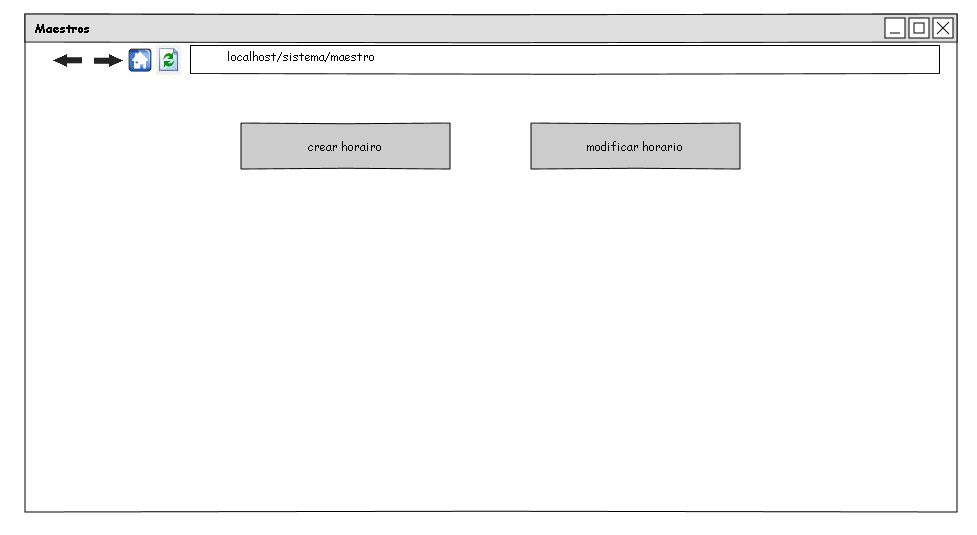 Maestros
localhost/sistema/maestro
crear horairo
modificar horario